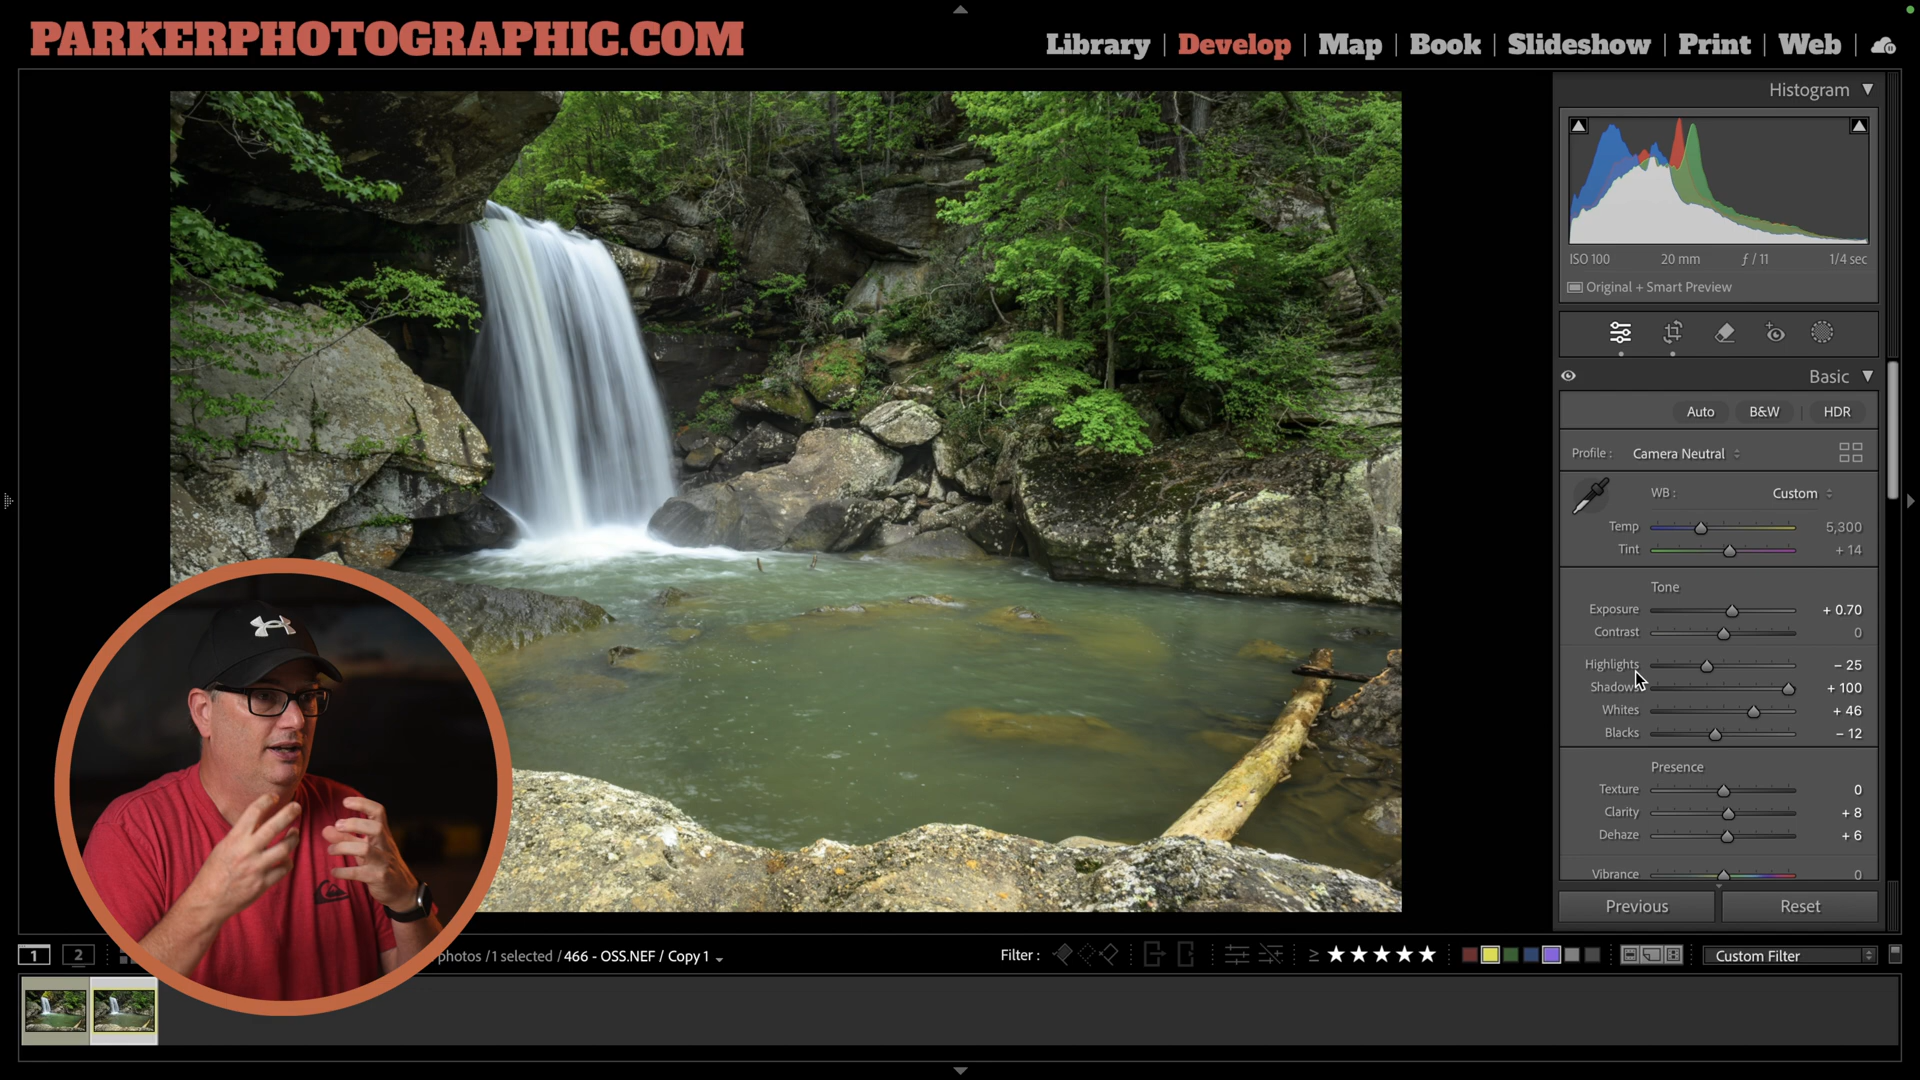 PARKERPHOTOGRAPHIC.COM
Library | Develop | Map | Book | Slideshow | Print | Web |
Histogram
ISO 100 20 mm ƒ / 11 1/4 sec
Original + Smart Preview
Basic
Auto B&W | HDR
Profile : Camera Neutral
WB : Custom
Temp 5,300
Tint + 14
Tone
Exposure + 0.70
Contrast 0
Highlights – 25
Shadows + 100
Whites + 46
Blacks – 12
Presence
Texture 0
Clarity + 8
Dehaze + 6
Vibrance 0
Previous Reset
1 2 photos / 1 selected / 466 - OSS.NEF / Copy 1 Filter : ≥ ★★★★★ Custom Filter